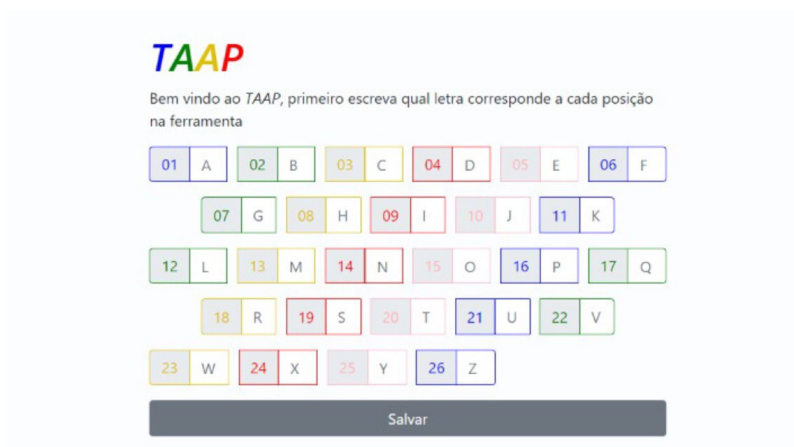 TAAP
Bem vindo ao TAAP, primeiro escreva qual letra corresponde a cada posição
na ferramenta
01 A 02 B 03 C 04 D 05 E 06 F
07 G 08 H 09 I 10 J 11 K
12 L 13 M 14 N 15 O 16 P 17 Q
18 R 19 S 20 T 21 U 22 V
23 W 24 X 25 Y 26 Z
Salvar